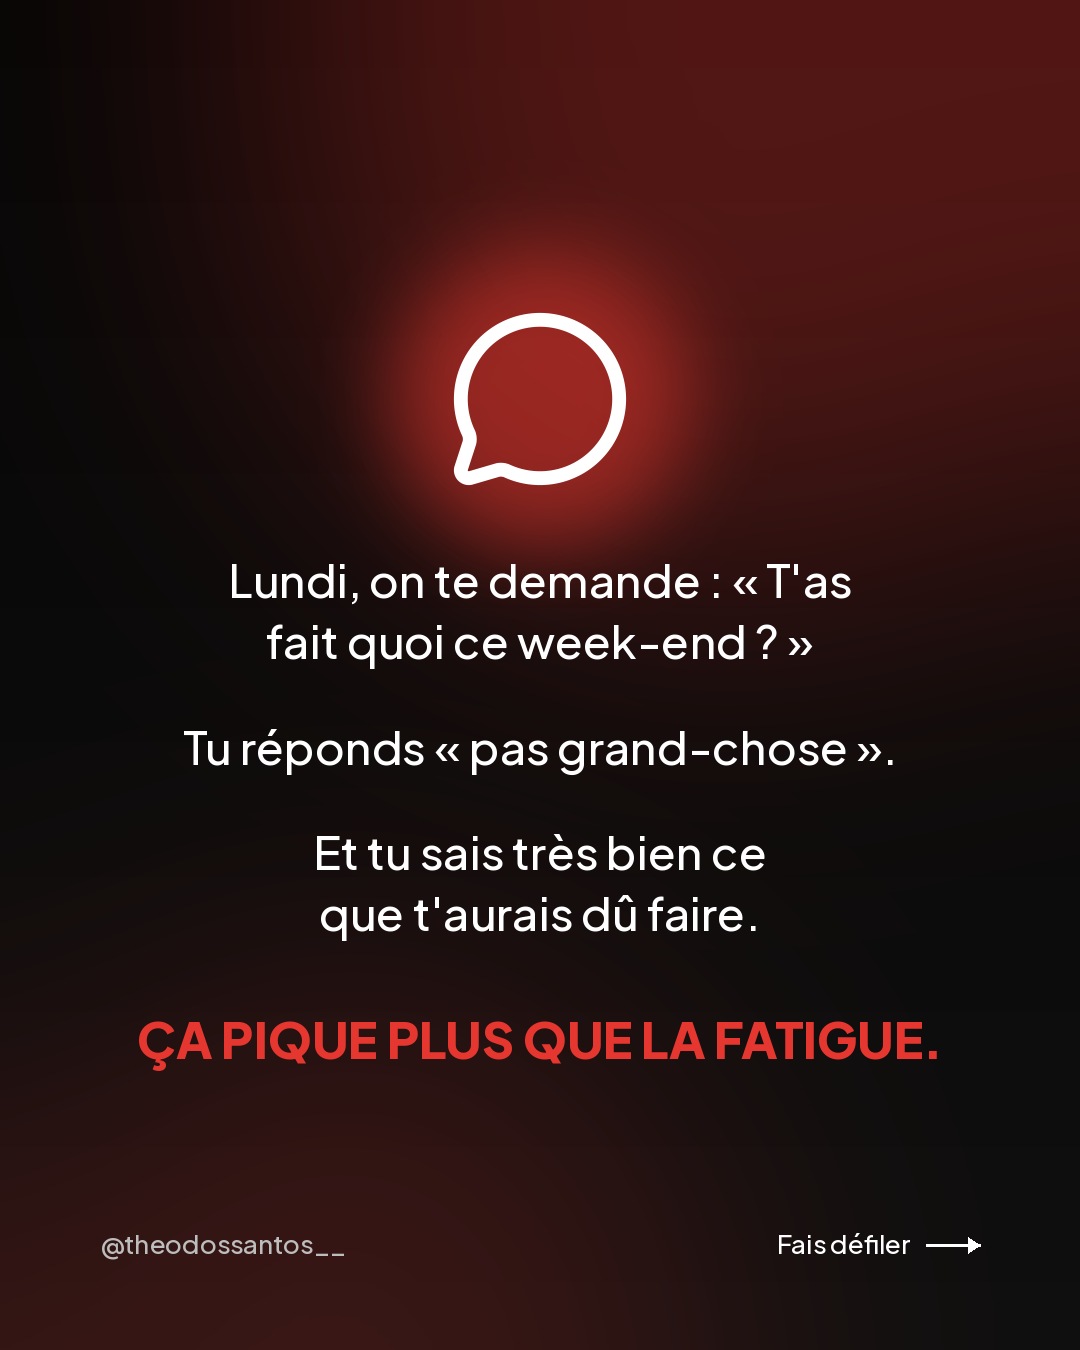 Lundi, on te demande : « T'as
fait quoi ce week-end ? »
Tu réponds « pas grand-chose ».
Et tu sais très bien ce
que t'aurais dû faire.
ÇA PIQUE PLUS QUE LA FATIGUE.
@theodossantos__
Fais défiler